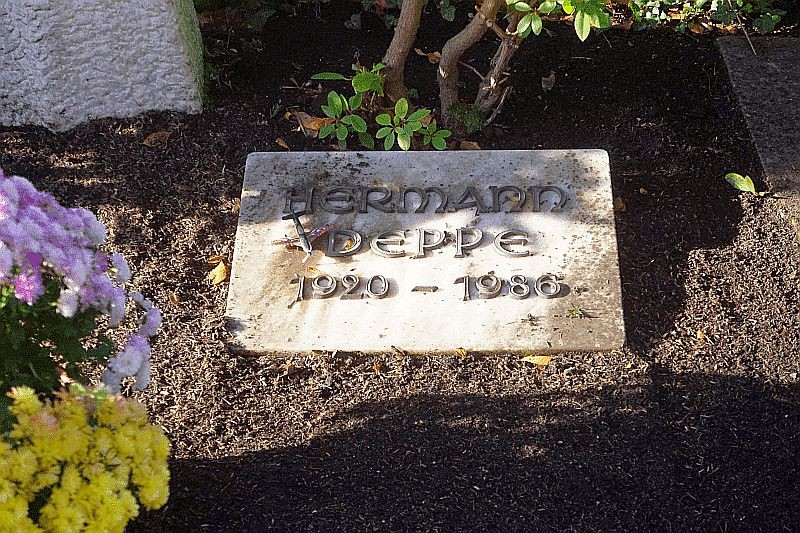 HERMANN
DEPPE
1920 - 1986